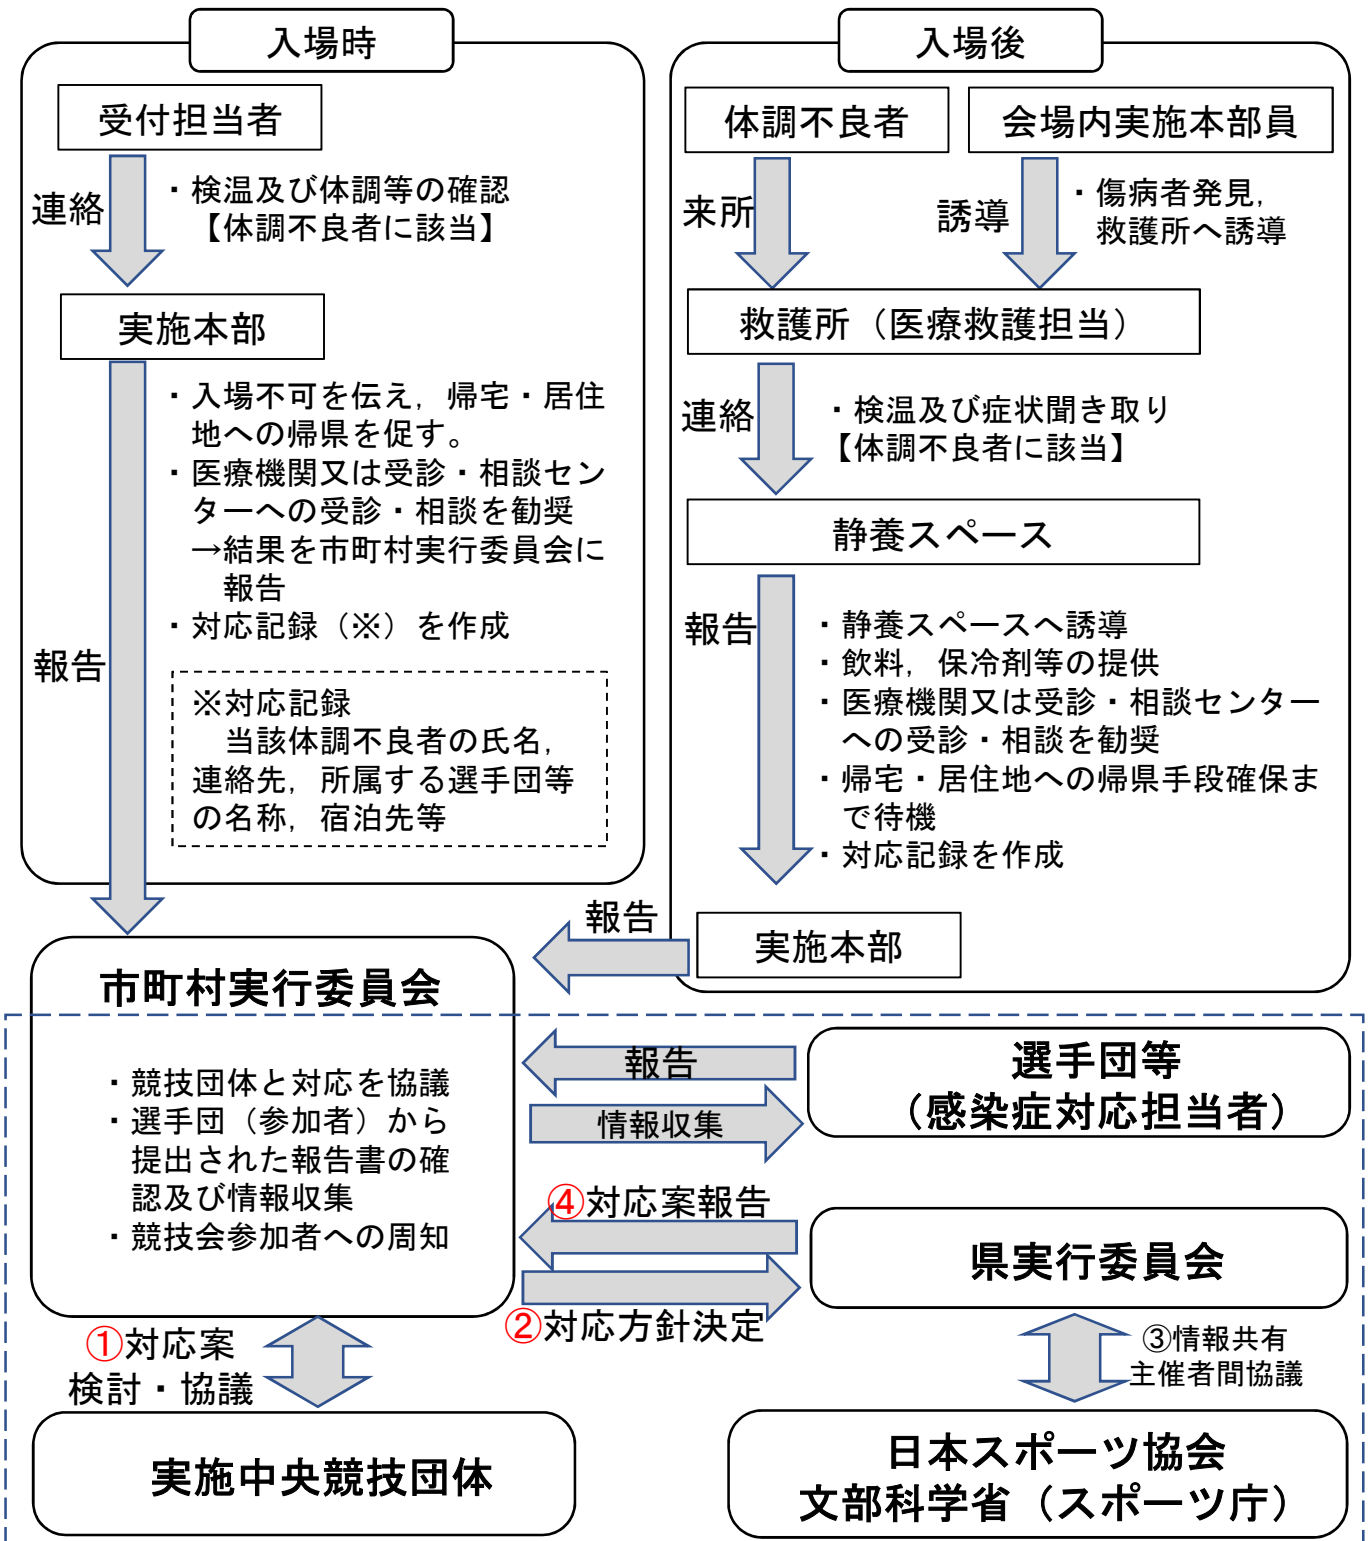 入場時
受付担当者
連絡
・検温及び体調等の確認
【体調不良者に該当】
実施本部
・入場不可を伝え，帰宅・居住
地への帰県を促す。
・医療機関又は受診・相談セン
ターへの受診・相談を勧奨
→結果を市町村実行委員会に
報告
・対応記録（※）を作成
報告
※対応記録
当該体調不良者の氏名，
連絡先，所属する選手団等
の名称，宿泊先等
入場後
体調不良者
会場内実施本部員
来所
誘導
・傷病者発見，
救護所へ誘導
救護所（医療救護担当）
連絡
・検温及び症状聞き取り
【体調不良者に該当】
静養スペース
報告
・静養スペースへ誘導
・飲料，保冷剤等の提供
・医療機関又は受診・相談センター
への受診・相談を勧奨
・帰宅・居住地への帰県手段確保ま
で待機
・対応記録を作成
実施本部
報告
市町村実行委員会
・競技団体と対応を協議
・選手団（参加者）から
提出された報告書の確
認及び情報収集
・競技会参加者への周知
報告
情報収集
選手団等
（感染症対応担当者）
④対応案報告
②対応方針決定
県実行委員会
①対応案
検討・協議
③情報共有
主催者間協議
実施中央競技団体
日本スポーツ協会
文部科学省（スポーツ庁）